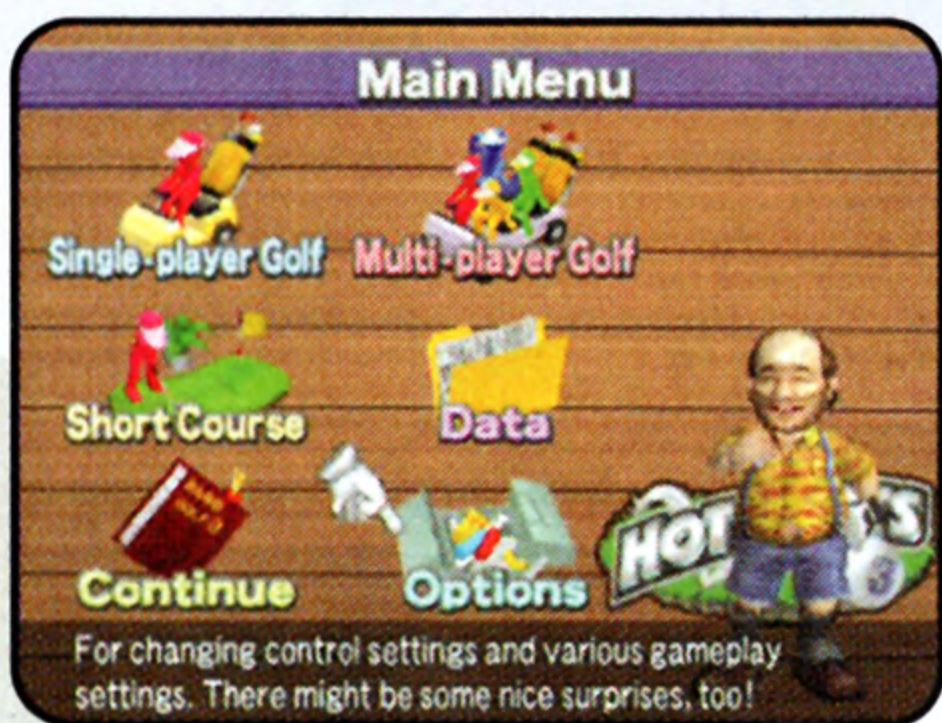 Main Menu
Single-player Golf
Multi-player Golf
Short Course
Data
Continue
Options
HOT
For changing control settings and various gameplay
settings. There might be some nice surprises, too!